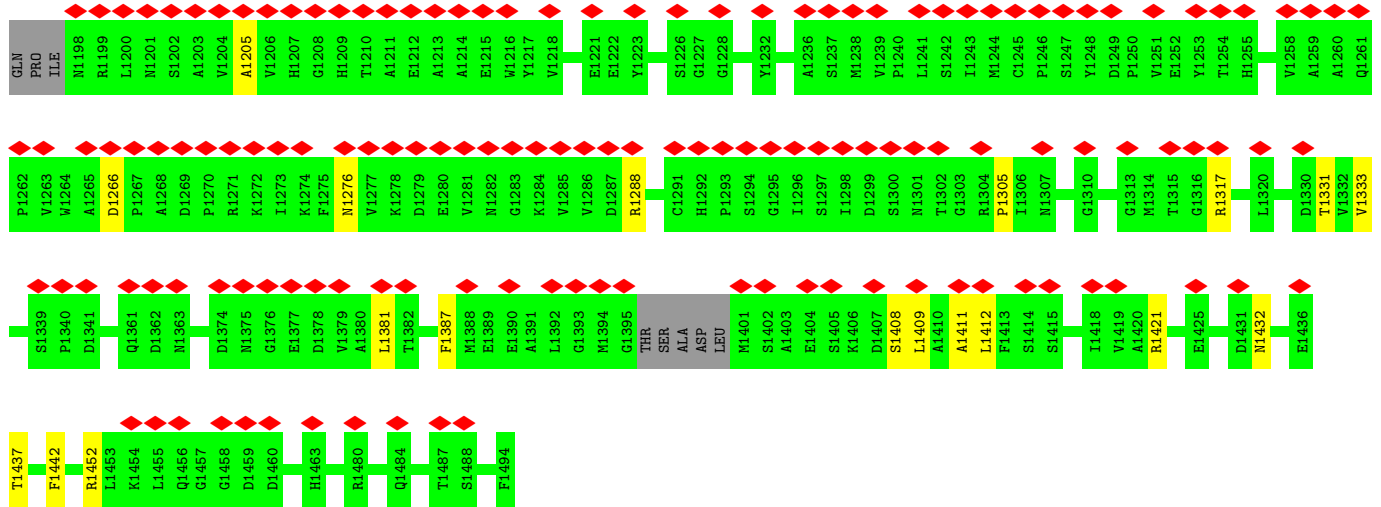 GLN PRO ILE N1198 R1199 L1200 N1201 S1202 A1203 V1204 A1205 V1206 H1207 G1208 H1209 T1210 A1211 E1212 A1213 A1214 E1215 W1216 Y1217 V1218 E1221 E1222 Y1223 S1226 G1227 G1228 Y1232 A1236 S1237 M1238 V1239 P1240 L1241 S1242 I1243 M1244 C1245 P1246 S1247 Y1248 D1249 P1250 V1251 E1252 Y1253 T1254 H1255 V1258 A1259 A1260 Q1261
P1262 V1263 W1264 A1265 D1266 P1267 A1268 D1269 P1270 R1271 K1272 I1273 K1274 F1275 N1276 V1277 K1278 D1279 E1280 V1281 N1282 G1283 K1284 V1285 V1286 D1287 R1288 C1291 H1292 P1293 S1294 G1295 I1296 S1297 I1298 D1299 S1300 N1301 T1302 G1303 R1304 P1305 I1306 N1307 G1310 G1313 M1314 T1315 G1316 R1317 L1320 D1330 T1331 V1332 V1333
S1339 P1340 D1341 Q1361 D1362 N1363 D1374 N1375 G1376 E1377 D1378 V1379 A1380 L1381 T1382 F1387 M1388 E1389 E1390 A1391 L1392 G1393 M1394 G1395 THR SER ALA ASP LEU M1401 S1402 A1403 E1404 S1405 K1406 D1407 S1408 L1409 A1410 A1411 L1412 F1413 S1414 S1415 I1418 V1419 A1420 R1421 E1425 D1431 N1432 E1436
T1437 F1442 R1452 L1453 K1454 L1455 Q1456 G1457 G1458 D1459 D1460 H1463 R1480 Q1484 T1487 S1488 F1494